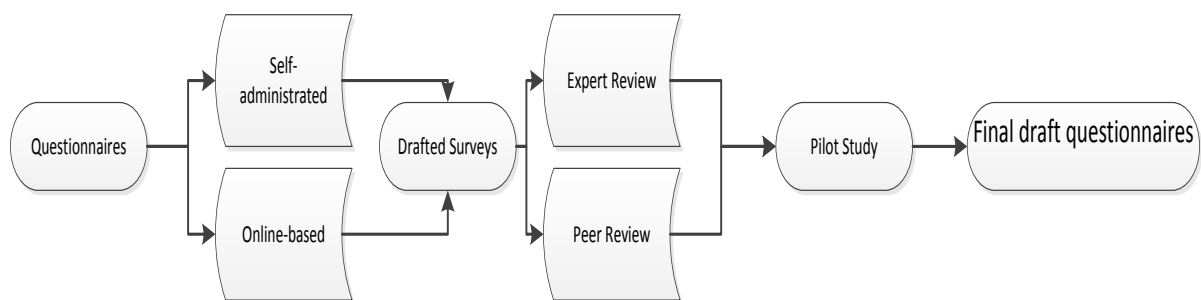 Questionnaires
Self-
administrated
Online-based
Drafted Surveys
Expert Review
Peer Review
Pilot Study
Final draft questionnaires